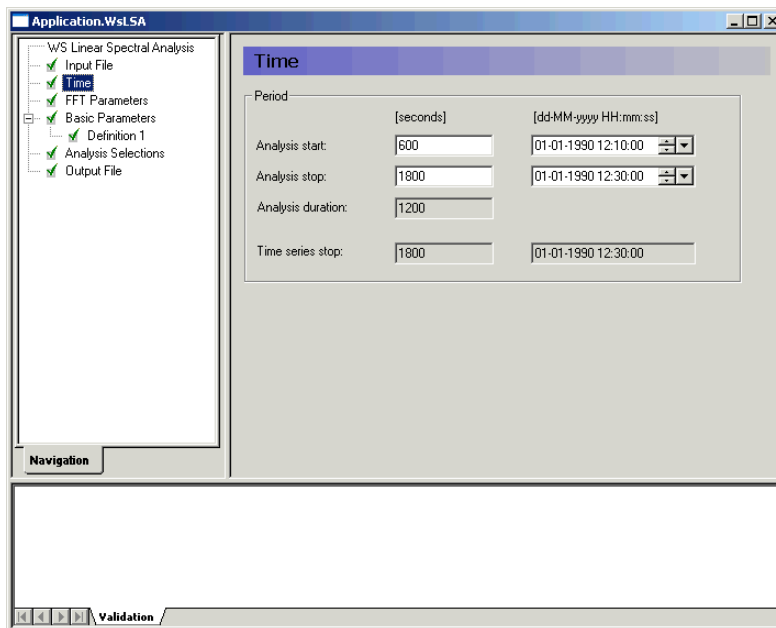 Application.WsLSA
WS Linear Spectral Analysis
Input File
Time
FFT Parameters
Basic Parameters
Definition 1
Analysis Selections
Output File
Navigation
Time
Period
[seconds] [dd-MM-yyyy HH:mm:ss]
Analysis start: 600 01-01-1990 12:10:00
Analysis stop: 1800 01-01-1990 12:30:00
Analysis duration: 1200
Time series stop: 1800 01-01-1990 12:30:00
Validation